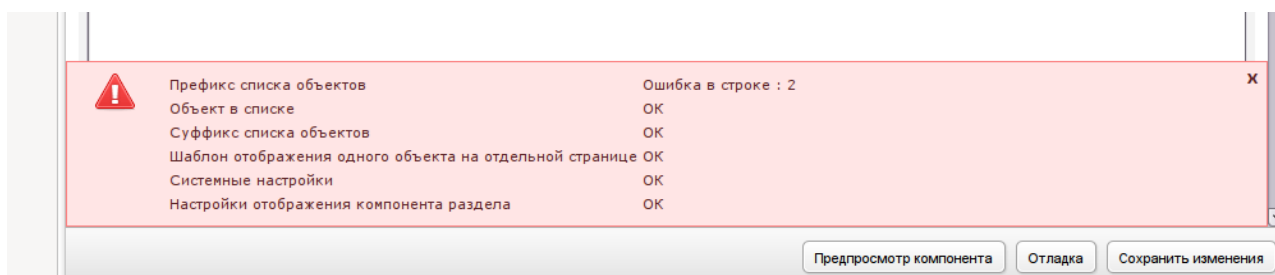 Префикс списка объектов Ошибка в строке : 2 X
Объект в списке OK
Суффикс списка объектов OK
Шаблон отображения одного объекта на отдельной странице OK
Системные настройки OK
Настройки отображения компонента раздела OK
Предпросмотр компонента Отладка Сохранить изменения